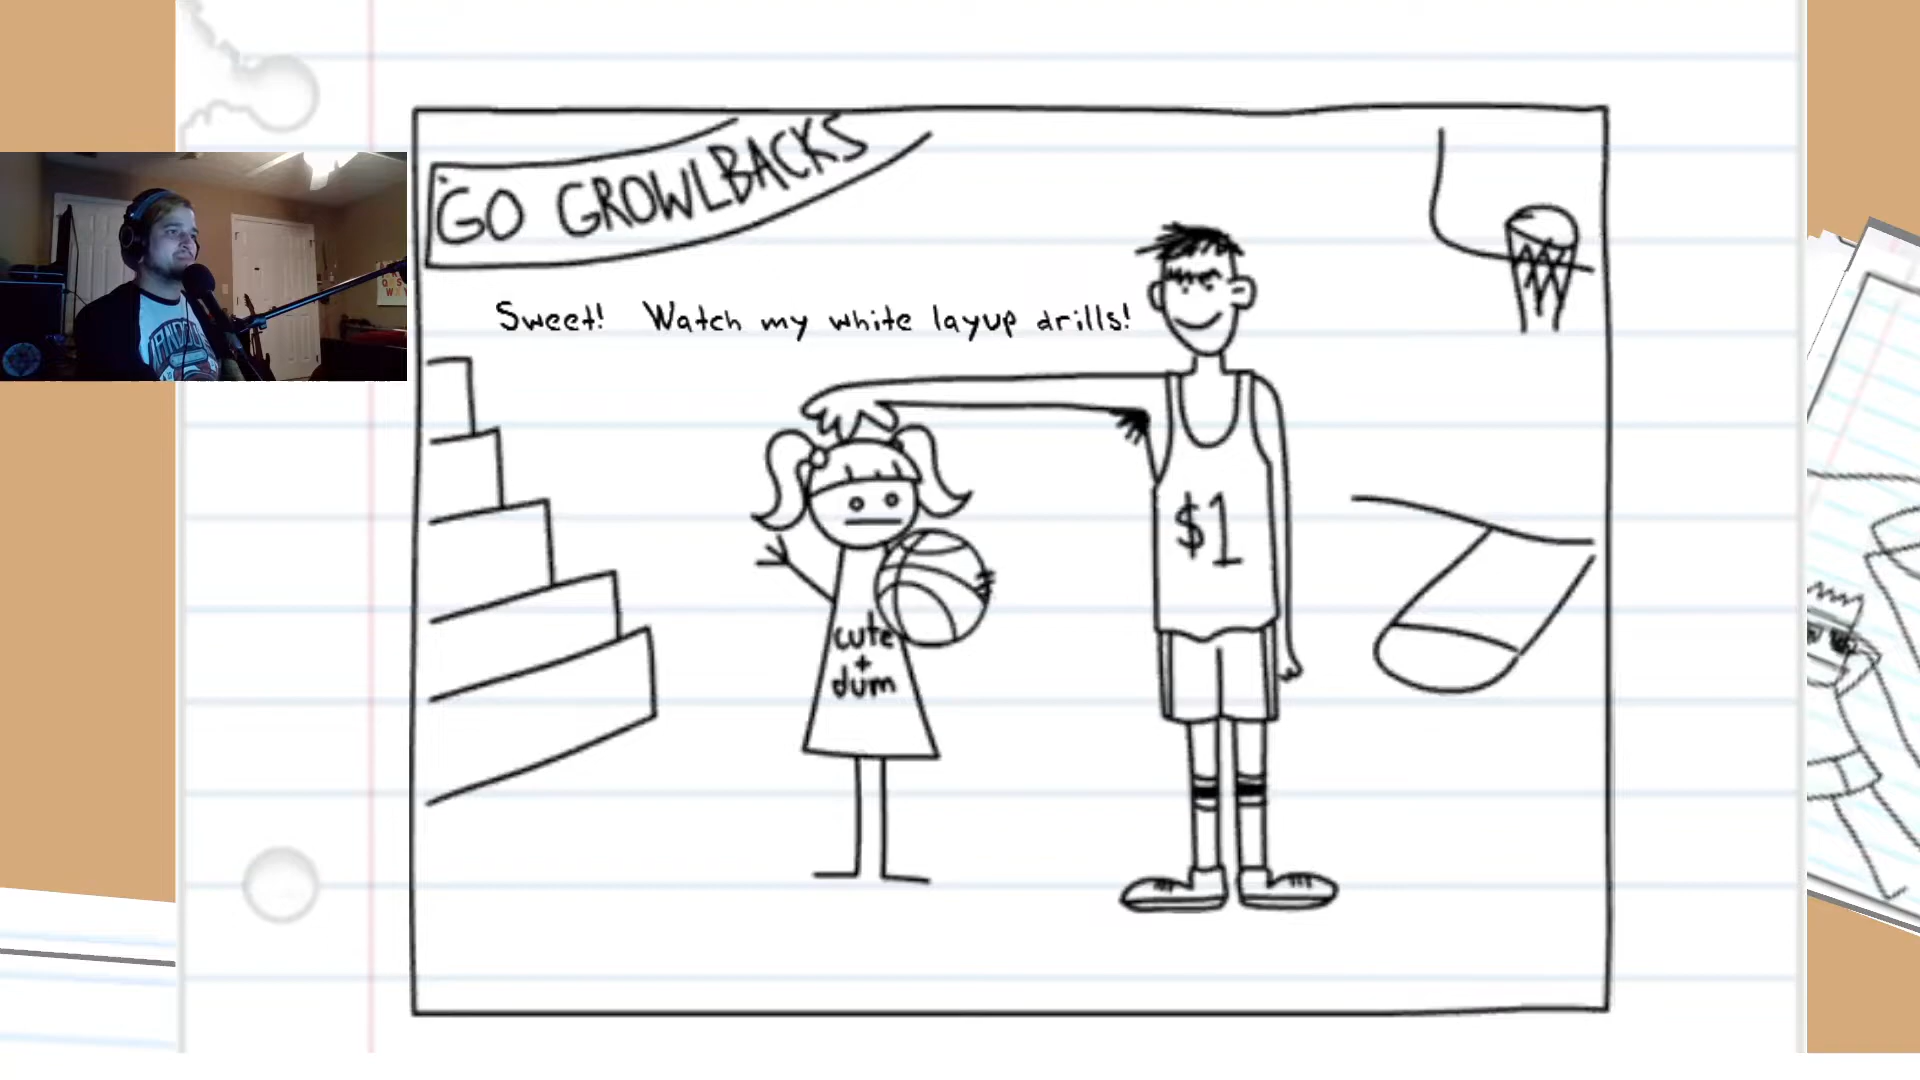 GO GROWLBACKS
Sweet! Watch my white layup drills!
$1
cute
+
dum